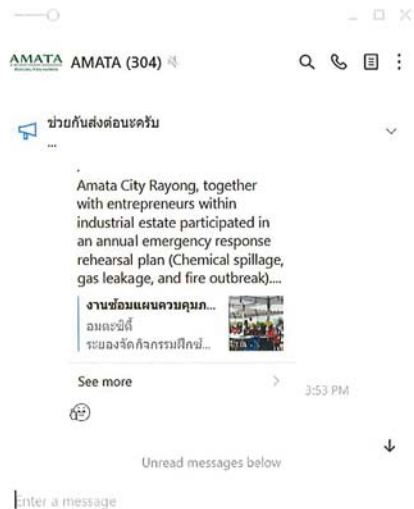 AMATA
AMATA (304)
ช่วยกันส่งต่อนะครับ
...
.
Amata City Rayong, together
with entrepreneurs within
industrial estate participated in
an annual emergency response
rehearsal plan (Chemical spillage,
gas leakage, and fire outbreak)....
งานซ้อมแผนควบคุมภ...
อมตะซิตี้
ระยองจัดกิจกรรมฝึกซ้...
See more
3:53 PM
Unread messages below
Enter a message